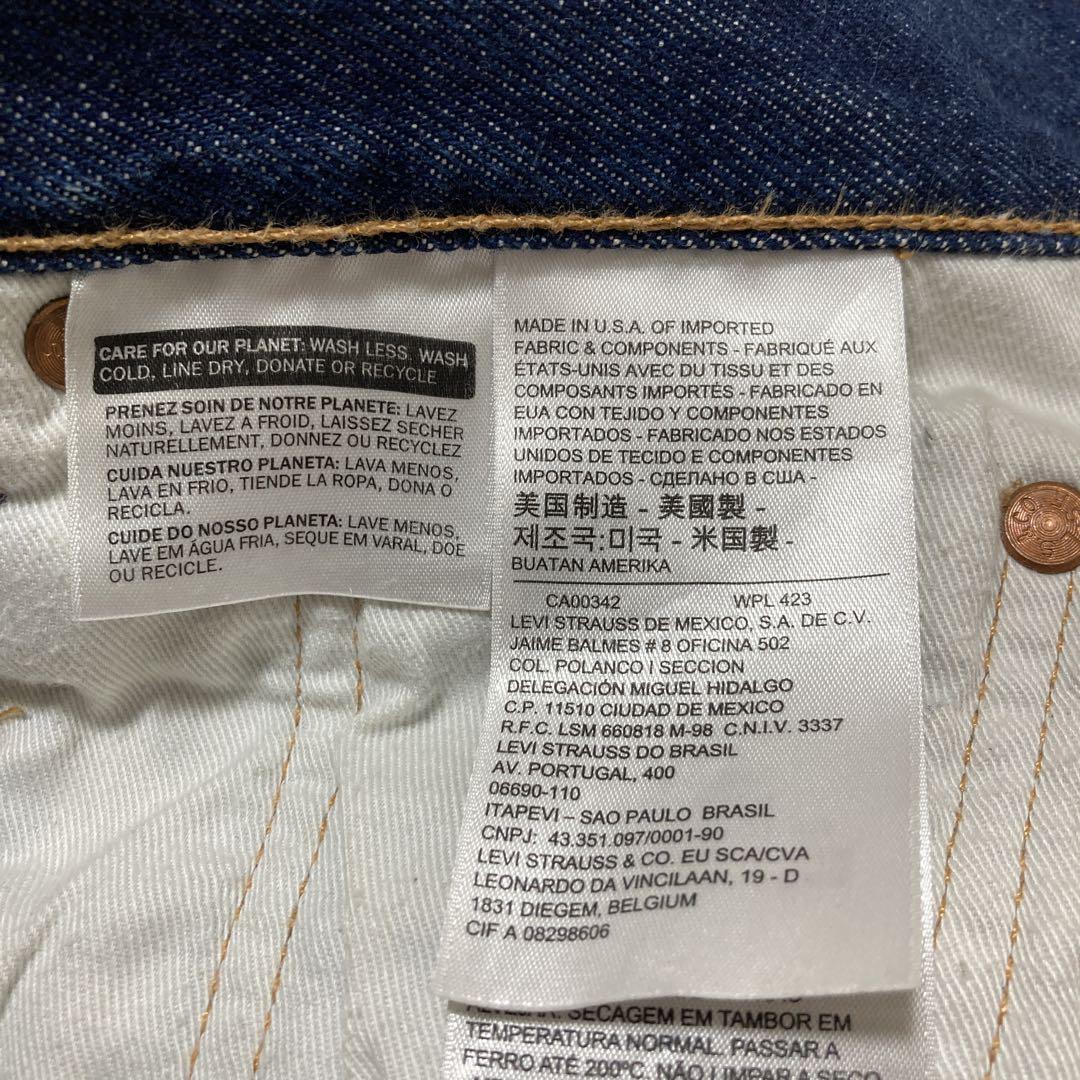 CARE FOR OUR PLANET: WASH LESS, WASH
COLD, LINE DRY, DONATE OR RECYCLE
PRENEZ SOIN DE NOTRE PLANETE: LAVEZ
MOINS, LAVEZ A FROID, LAISSEZ SECHER
NATURELLEMENT, DONNEZ OU RECYCLEZ
CUIDA NUESTRO PLANETA: LAVA MENOS,
LAVA EN FRIO, TIENDE LA ROPA, DONA O
RECICLA.
CUIDE DO NOSSO PLANETA: LAVE MENOS,
LAVE EM ÁGUA FRIA, SEQUE EM VARAL, DOE
OU RECICLE.
MADE IN U.S.A. OF IMPORTED
FABRIC & COMPONENTS - FABRIQUÉ AUX
ÉTATS-UNIS AVEC DU TISSU ET DES
COMPOSANTS IMPORTÉS - FABRICADO EN
EUA CON TEJIDO Y COMPONENTES
IMPORTADOS - FABRICADO NOS ESTADOS
UNIDOS DE TECIDO E COMPONENTES
IMPORTADOS - СДЕЛАНО В США -
美国制造 - 美國製 -
제조국:미국 - 米国製 -
BUATAN AMERIKA
CA00342 WPL 423
LEVI STRAUSS DE MEXICO, S.A. DE C.V.
JAIME BALMES # 8 OFICINA 502
COL. POLANCO I SECCION
DELEGACIÓN MIGUEL HIDALGO
C.P. 11510 CIUDAD DE MEXICO
R.F.C. LSM 660818 M-98 C.N.I.V. 3337
LEVI STRAUSS DO BRASIL
AV. PORTUGAL, 400
06690-110
ITAPEVI – SAO PAULO BRASIL
CNPJ: 43.351.097/0001-90
LEVI STRAUSS & CO. EU SCA/CVA
LEONARDO DA VINCILAAN, 19 - D
1831 DIEGEM, BELGIUM
CIF A 08298606
SECAGEM EM TAMBOR EM
TEMPERATURA NORMAL. PASSAR A
FERRO ATÉ 200ºC. NÃO LIMPAR A SECO